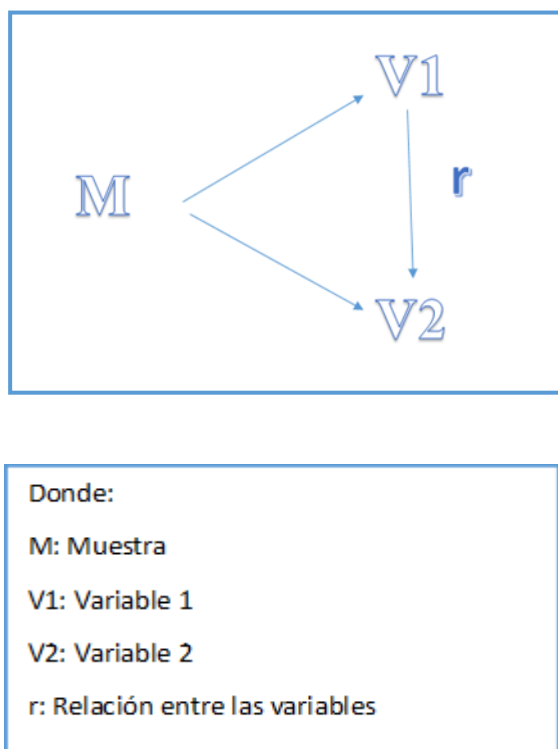 V1
M
r
V2
Donde:
M: Muestra
V1: Variable 1
V2: Variable 2
r: Relación entre las variables